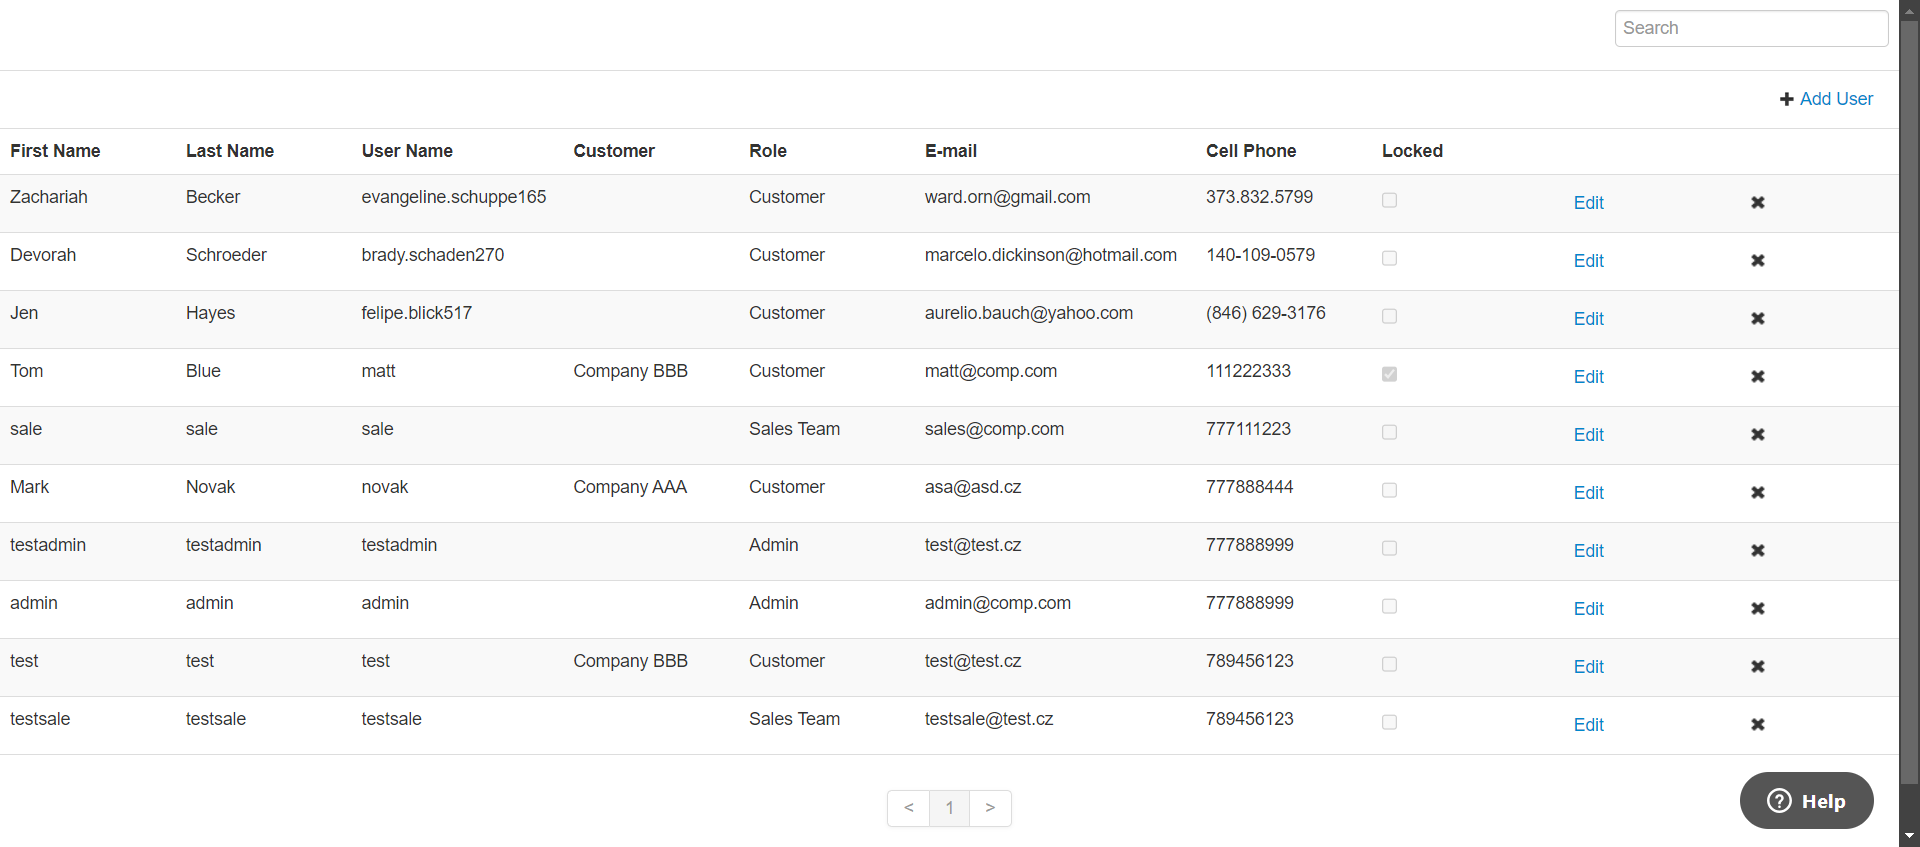 Search
Add User
First Name Last Name User Name Customer Role E-mail Cell Phone Locked
Zachariah Becker evangeline.schuppe165 Customer ward.orn@gmail.com 373.832.5799 Edit
Devorah Schroeder brady.schaden270 Customer marcelo.dickinson@hotmail.com 140-109-0579 Edit
Jen Hayes felipe.blick517 Customer aurelio.bauch@yahoo.com (846) 629-3176 Edit
Tom Blue matt Company BBB Customer matt@comp.com 111222333 Edit
sale sale sale Sales Team sales@comp.com 777111223 Edit
Mark Novak novak Company AAA Customer asa@asd.cz 777888444 Edit
testadmin testadmin testadmin Admin test@test.cz 777888999 Edit
admin admin admin Admin admin@comp.com 777888999 Edit
test test test Company BBB Customer test@test.cz 789456123 Edit
testsale testsale testsale Sales Team testsale@test.cz 789456123 Edit
< 1 >
Help